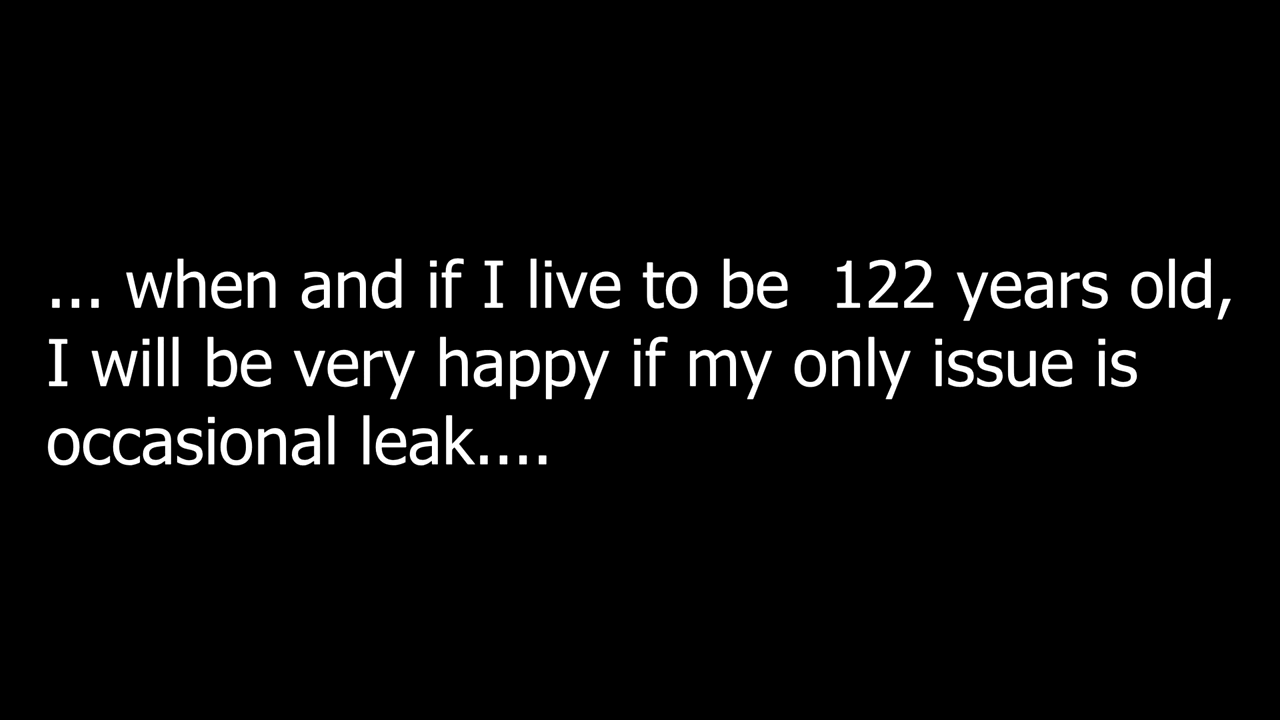 ... when and if I live to be  122 years old,
I will be very happy if my only issue is
occasional leak....